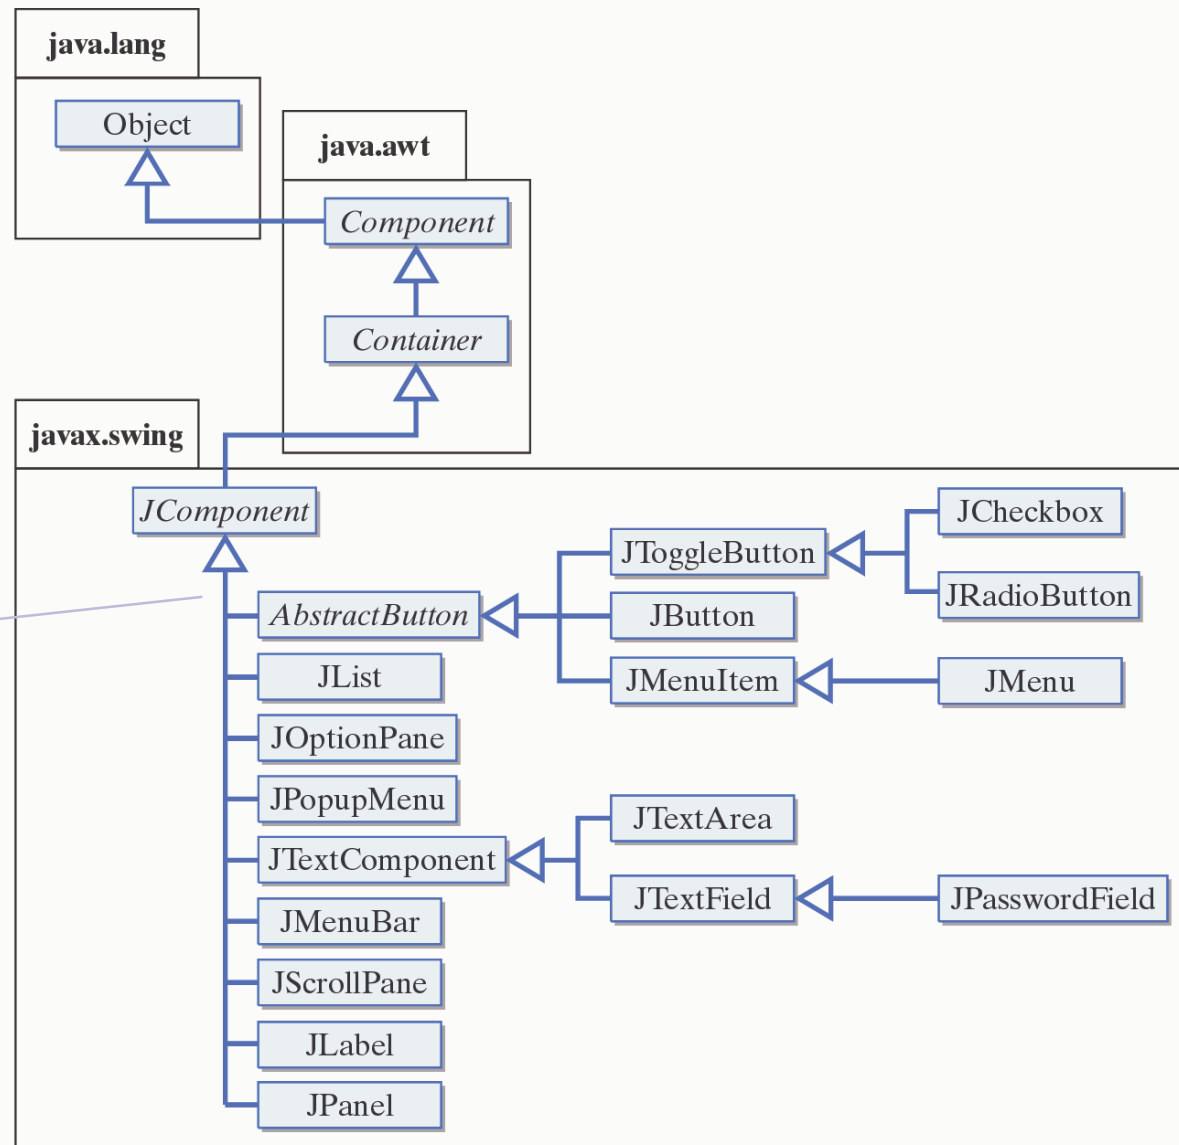 java.lang
Object
java.awt
Component
Container
javax.swing
JComponent
AbstractButton
JList
JOptionPane
JPopupMenu
JTextComponent
JMenuBar
JScrollPane
JLabel
JPanel
JToggleButton
JButton
JMenuItem
JCheckbox
JRadioButton
JMenu
JTextArea
JTextField
JPasswordField